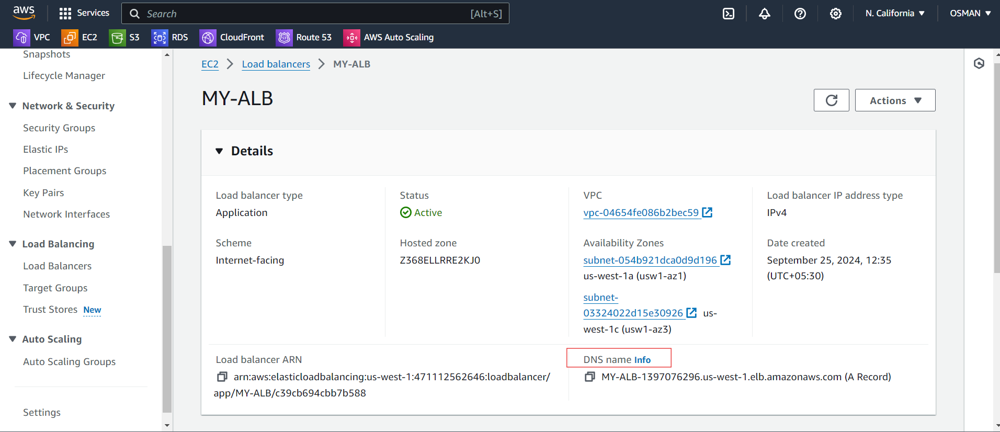 aws
Services
Search
[Alt+S]
N. California
OSMAN
VPC
EC2
S3
RDS
CloudFront
53
Route 53
AWS Auto Scaling
Snapshots
Lifecycle Manager
Network & Security
Security Groups
Elastic IPs
Placement Groups
Key Pairs
Network Interfaces
Load Balancing
Load Balancers
Target Groups
Trust Stores New
Auto Scaling
Auto Scaling Groups
Settings
EC2 > Load balancers > MY-ALB
MY-ALB
Actions
Details
Load balancer type
Application
Status
Active
VPC
vpc-04654fe086b2bec59
Load balancer IP address type
IPv4
Scheme
Internet-facing
Hosted zone
Z368ELLRRE2KJ0
Availability Zones
subnet-054b921dca0d9d196
us-west-1a (usw1-az1)
subnet-
03324022d15e30926 us-
west-1c (usw1-az3)
Date created
September 25, 2024, 12:35
(UTC+05:30)
Load balancer ARN
arn:aws:elasticloadbalancing:us-west-1:471112562646:loadbalancer/
app/MY-ALB/c39cb694cbb7b588
DNS name Info
MY-ALB-1397076296.us-west-1.elb.amazonaws.com (A Record)